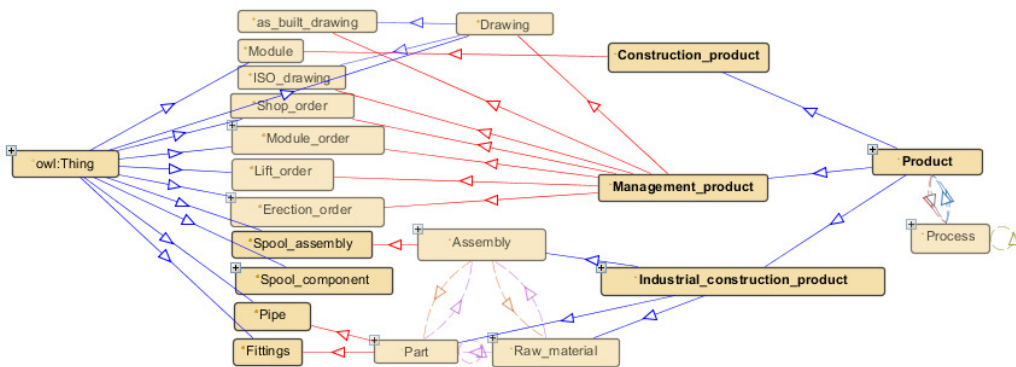 as_built_drawing
Drawing
Module
Construction_product
ISO_drawing
Shop_order
Module_order
owl:Thing
Product
Lift_order
Management_product
Erection_order
Process
Spool_assembly
Assembly
Spool_component
Industrial_construction_product
Pipe
Fittings
Part
Raw_material